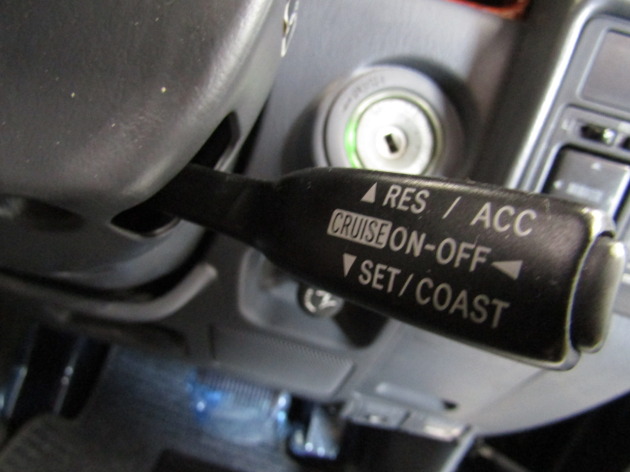 ▲RES / ACC
CRUISE ON-OFF◄
▼SET/COAST